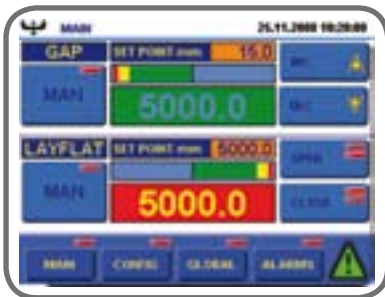 MAIN 25.11.2008 10:20:00
GAP SET POINT mm 15.0
MAN 5000.0
LAYFLAT SET POINT mm 5000.0
OPEN
MAN 5000.0 CLOSE
MAIN CONFIG GLOBAL ALARMS